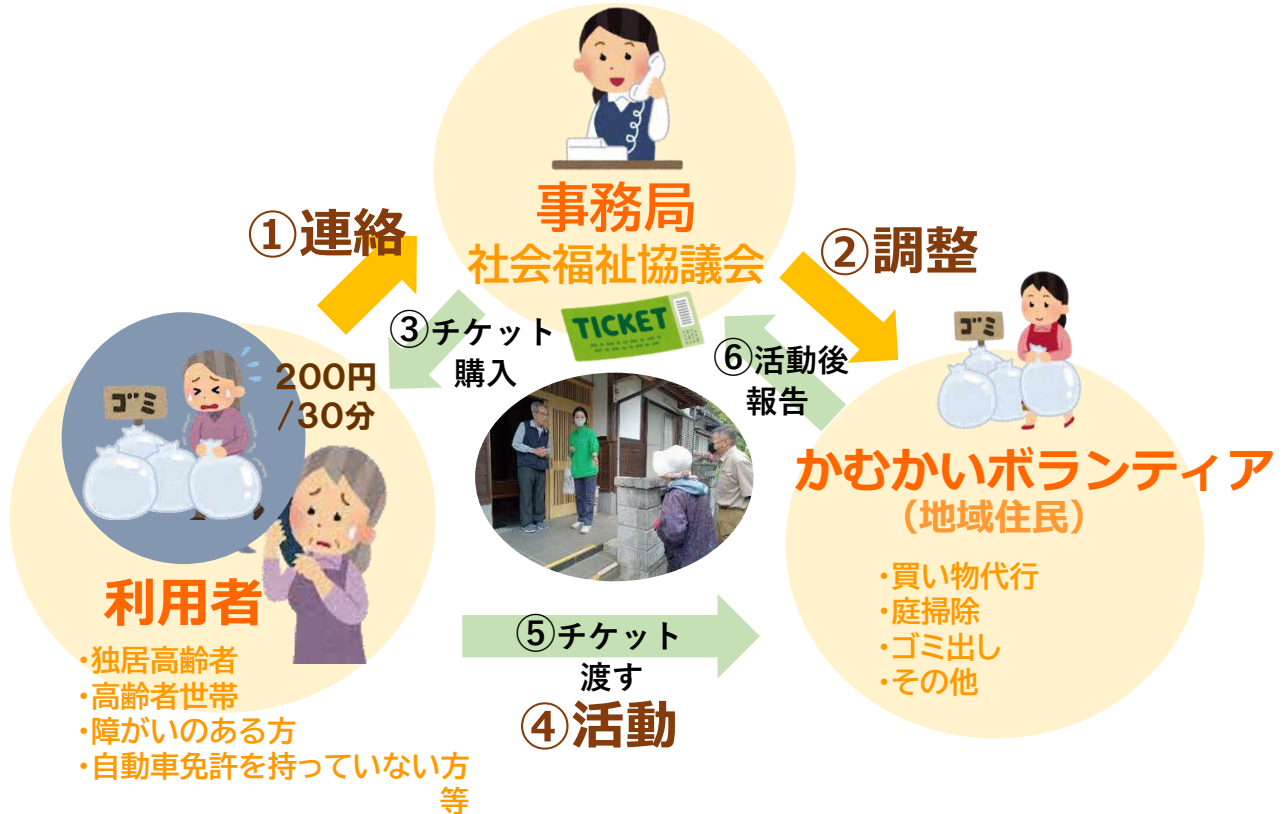 事務局
社会福祉協議会
①連絡
②調整
③チケット
購入
TICKET
⑥活動後
報告
200円
/30分
ゴミ
利用者
・独居高齢者
・高齢者世帯
・障がいのある方
・自動車免許を持っていない方
等
ゴミ
かむかいボランティア
（地域住民）
・買い物代行
・庭掃除
・ゴミ出し
・その他
⑤チケット
渡す
④活動